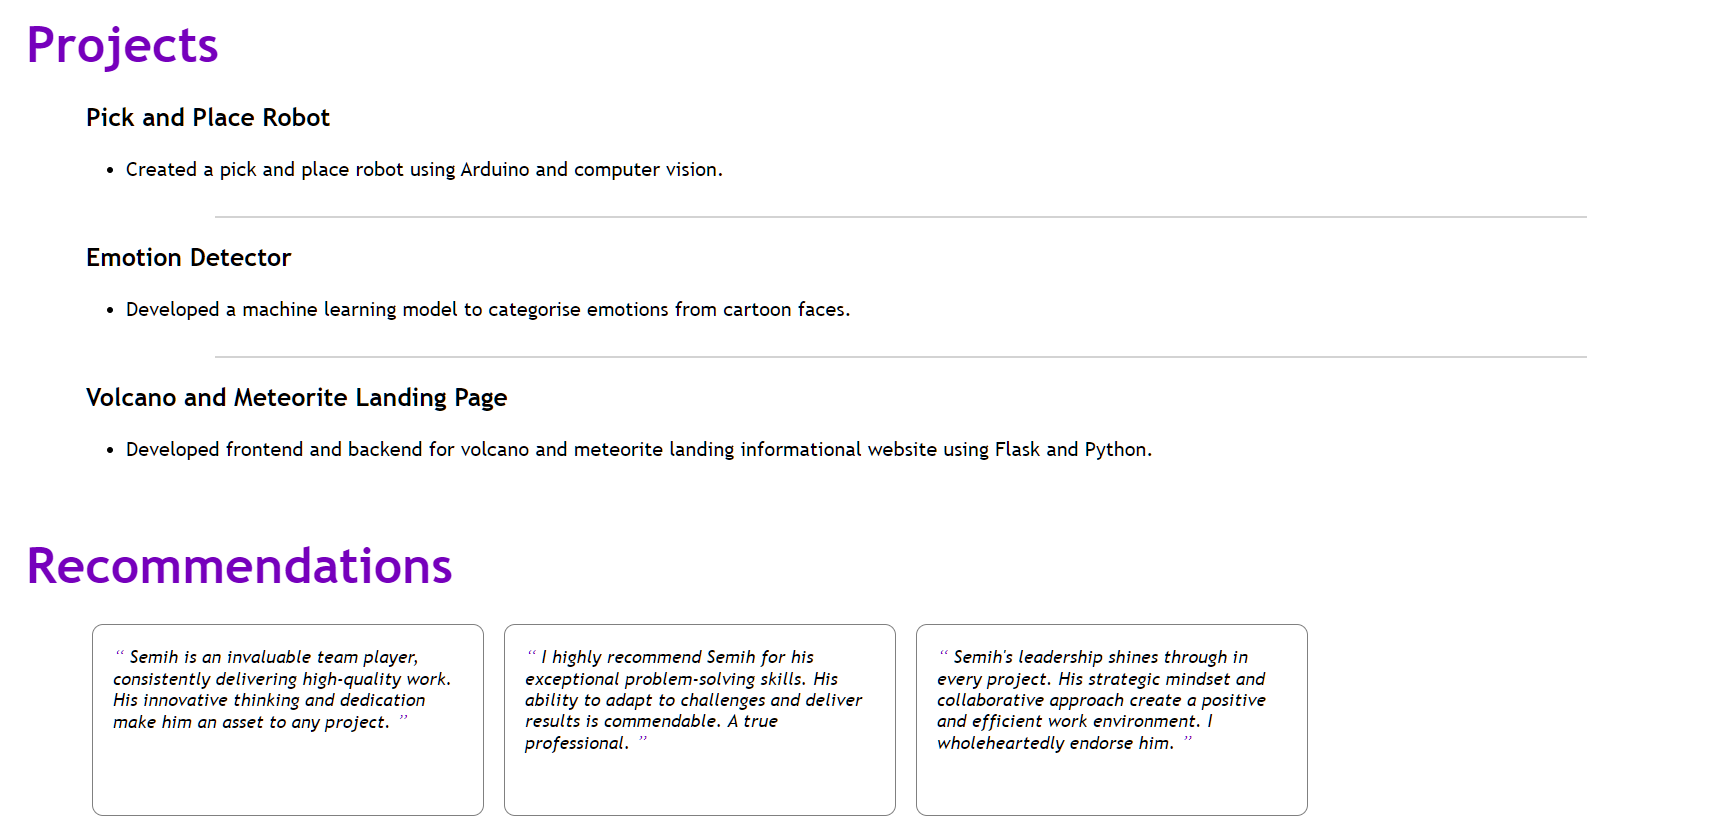 Projects
Pick and Place Robot
• Created a pick and place robot using Arduino and computer vision.
Emotion Detector
• Developed a machine learning model to categorise emotions from cartoon faces.
Volcano and Meteorite Landing Page
• Developed frontend and backend for volcano and meteorite landing informational website using Flask and Python.
Recommendations
“ Semih is an invaluable team player,
consistently delivering high-quality work.
His innovative thinking and dedication
make him an asset to any project. ”
“ I highly recommend Semih for his
exceptional problem-solving skills. His
ability to adapt to challenges and deliver
results is commendable. A true
professional. ”
“ Semih's leadership shines through in
every project. His strategic mindset and
collaborative approach create a positive
and efficient work environment. I
wholeheartedly endorse him. ”